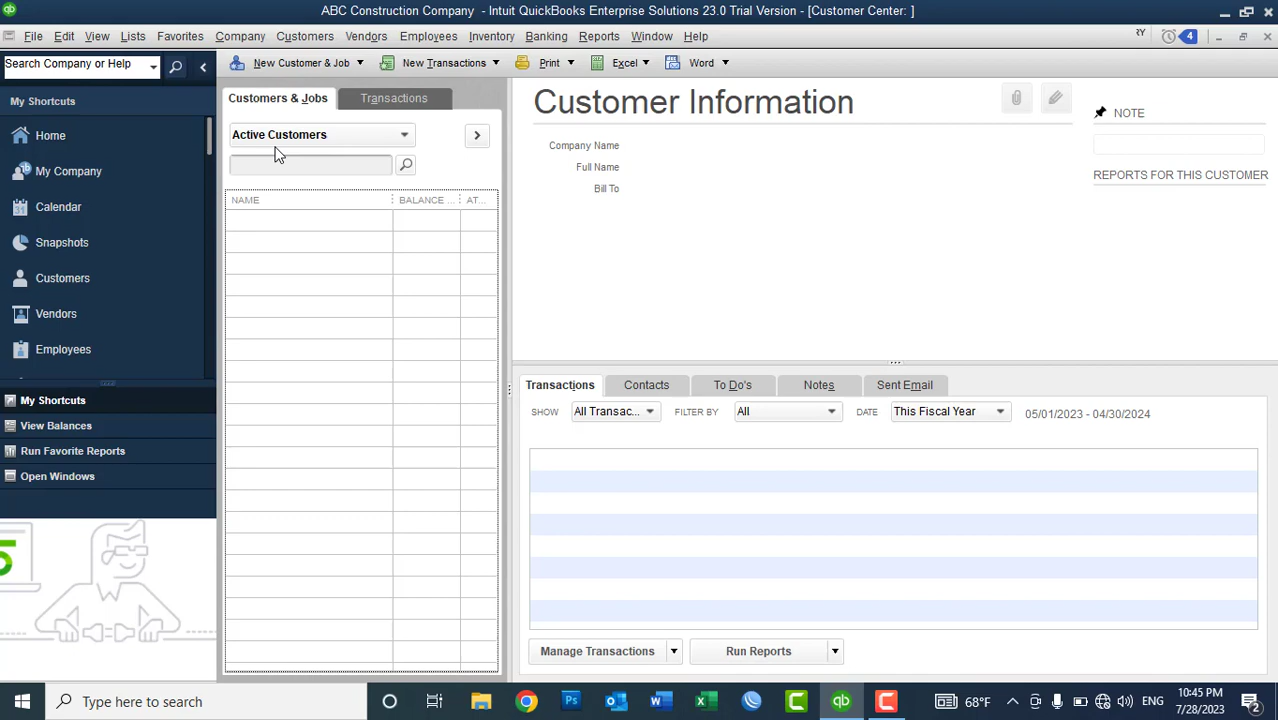 ABC Construction Company  - Intuit QuickBooks Enterprise Solutions 23.0 Trial Version - [Customer Center: ]
File Edit View Lists Favorites Company Customers Vendors Employees Inventory Banking Reports Window Help RY 4
Search Company or Help New Customer & Job New Transactions Print Excel Word
My Shortcuts
Home
My Company
Calendar
Snapshots
Customers
Vendors
Employees
My Shortcuts
View Balances
Run Favorite Reports
Open Windows
Customers & Jobs Transactions
Active Customers
NAME BALANCE ... AT...
Customer Information
Company Name
Full Name
Bill To
NOTE
REPORTS FOR THIS CUSTOMER
Transactions Contacts To Do's Notes Sent Email
SHOW All Transac... FILTER BY All DATE This Fiscal Year 05/01/2023 - 04/30/2024
Manage Transactions Run Reports
Type here to search Ps qb 68°F ENG 10:45 PM
7/28/2023 2